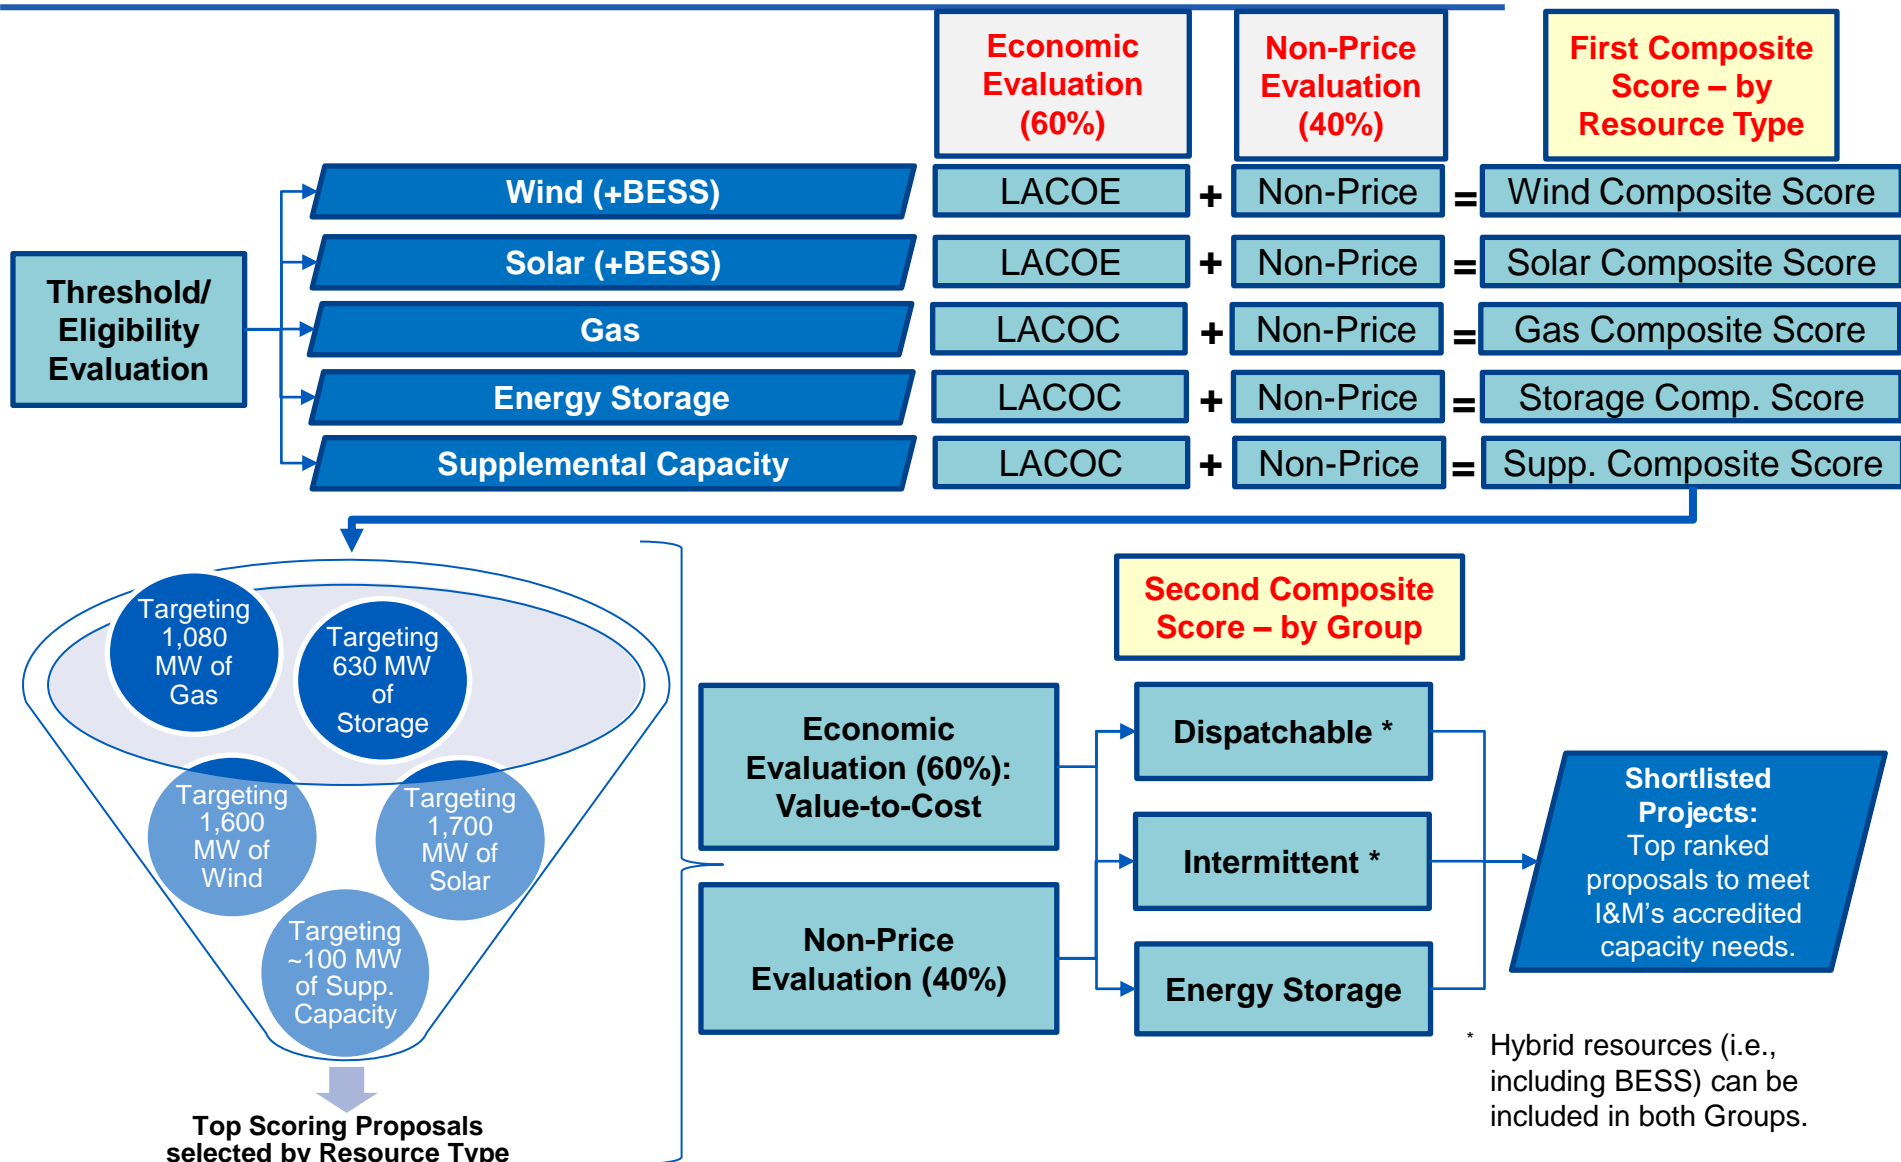 Economic
Evaluation
(60%)
Non-Price
Evaluation
(40%)
First Composite
Score – by
Resource Type
Threshold/
Eligibility
Evaluation
Wind (+BESS)
LACOE
+
Non-Price
=
Wind Composite Score
Solar (+BESS)
LACOE
+
Non-Price
=
Solar Composite Score
Gas
LACOC
+
Non-Price
=
Gas Composite Score
Energy Storage
LACOC
+
Non-Price
=
Storage Comp. Score
Supplemental Capacity
LACOC
+
Non-Price
=
Supp. Composite Score
Targeting
1,080
MW of
Gas
Targeting
630 MW
of
Storage
Targeting
1,600
MW of
Wind
Targeting
1,700
MW of
Solar
Targeting
~100 MW
of Supp.
Capacity
Top Scoring Proposals
selected by Resource Type
Second Composite
Score – by Group
Economic
Evaluation (60%):
Value-to-Cost
Non-Price
Evaluation (40%)
Dispatchable *
Intermittent *
Energy Storage
Shortlisted
Projects:
Top ranked
proposals to meet
I&M's accredited
capacity needs.
* Hybrid resources (i.e.,
including BESS) can be
included in both Groups.